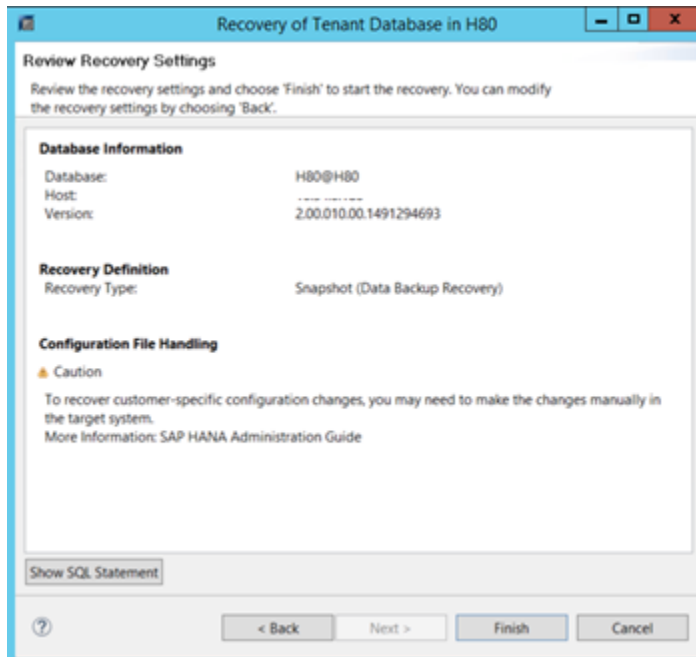 Recovery of Tenant Database in H80
Review Recovery Settings
Review the recovery settings and choose 'Finish' to start the recovery. You can modify
the recovery settings by choosing 'Back'.
Database Information
Database: H80@H80
Host:
Version: 2.00.010.00.1491294693
Recovery Definition
Recovery Type: Snapshot (Data Backup Recovery)
Configuration File Handling
Caution
To recover customer-specific configuration changes, you may need to make the changes manually in
the target system.
More Information: SAP HANA Administration Guide
Show SQL Statement
? < Back Next > Finish Cancel